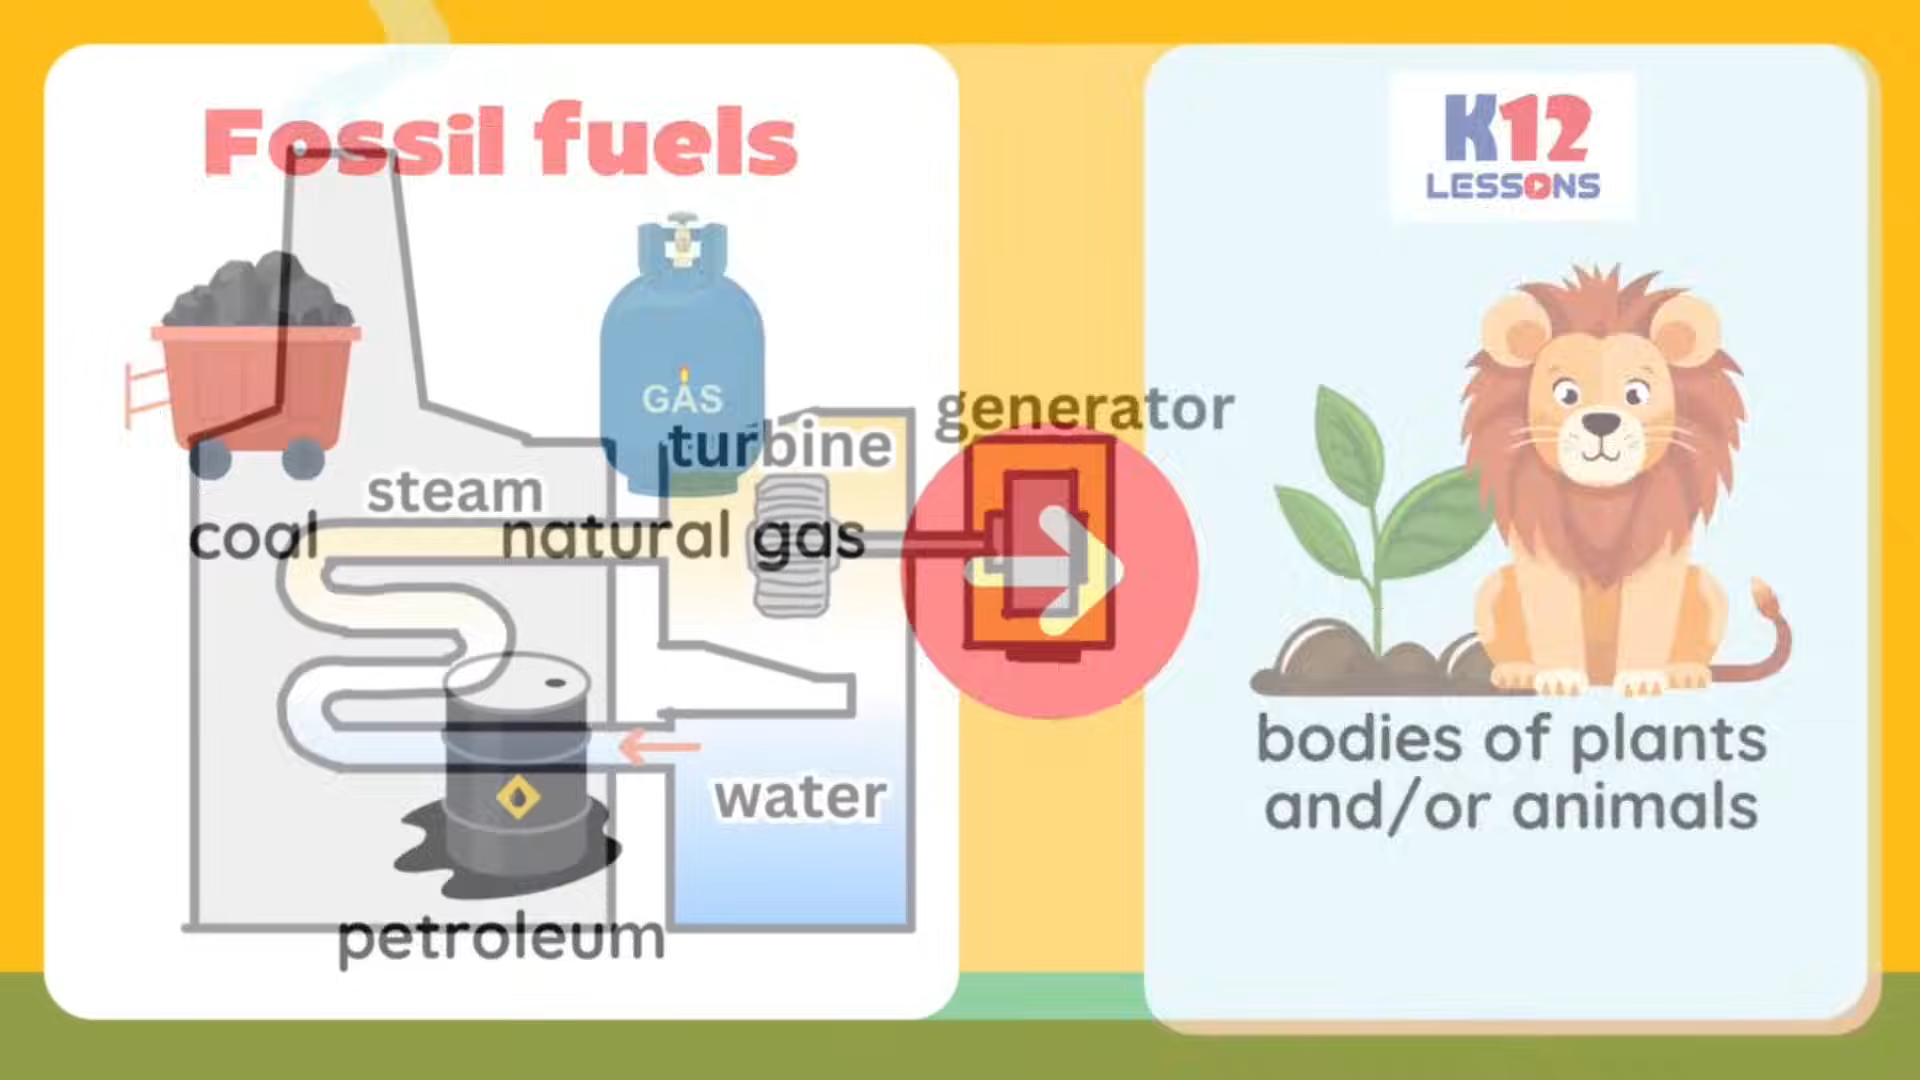 Fossil fuels
K12
LESSONS
GAS
generator
turbine
steam
coal
natural gas
bodies of plants
and/or animals
water
petroleum